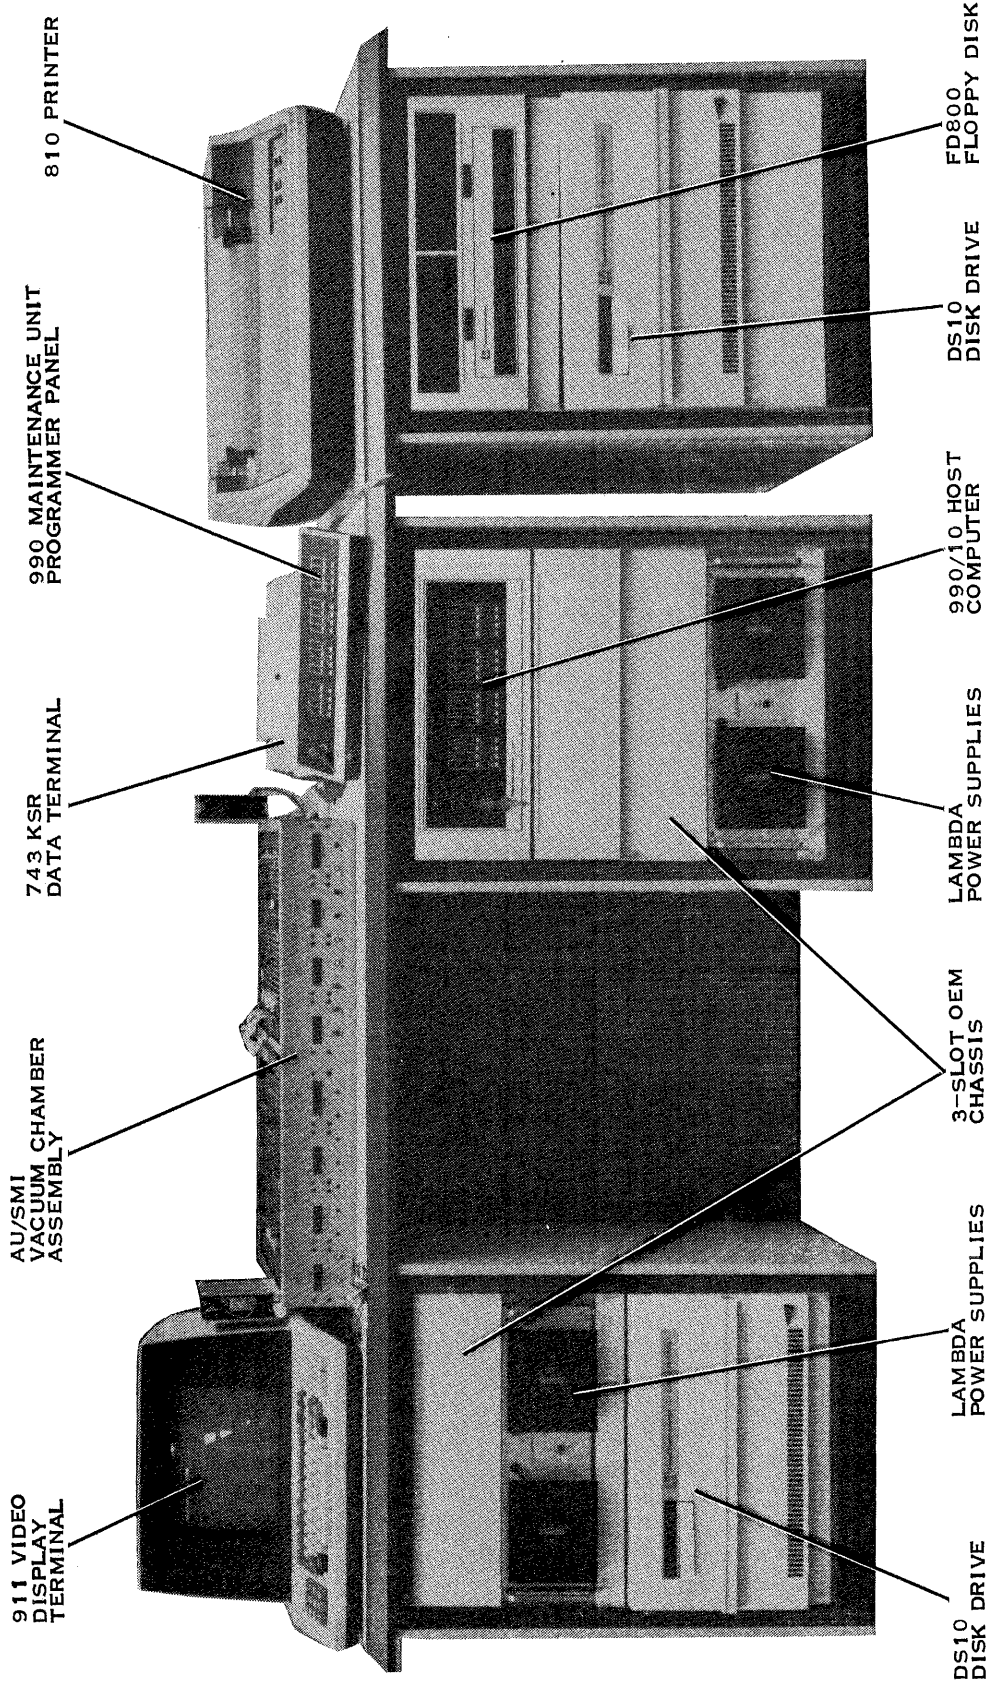 911 VIDEO
DISPLAY
TERMINAL
AU/SMI
VACUUM CHAMBER
ASSEMBLY
743 KSR
DATA TERMINAL
990 MAINTENANCE UNIT
PROGRAMMER PANEL
810 PRINTER
DS10
DISK DRIVE
LAMBDA
POWER SUPPLIES
3-SLOT OEM
CHASSIS
LAMBDA
POWER SUPPLIES
990/10 HOST
COMPUTER
DS10
DISK DRIVE
FD800
FLOPPY DISK